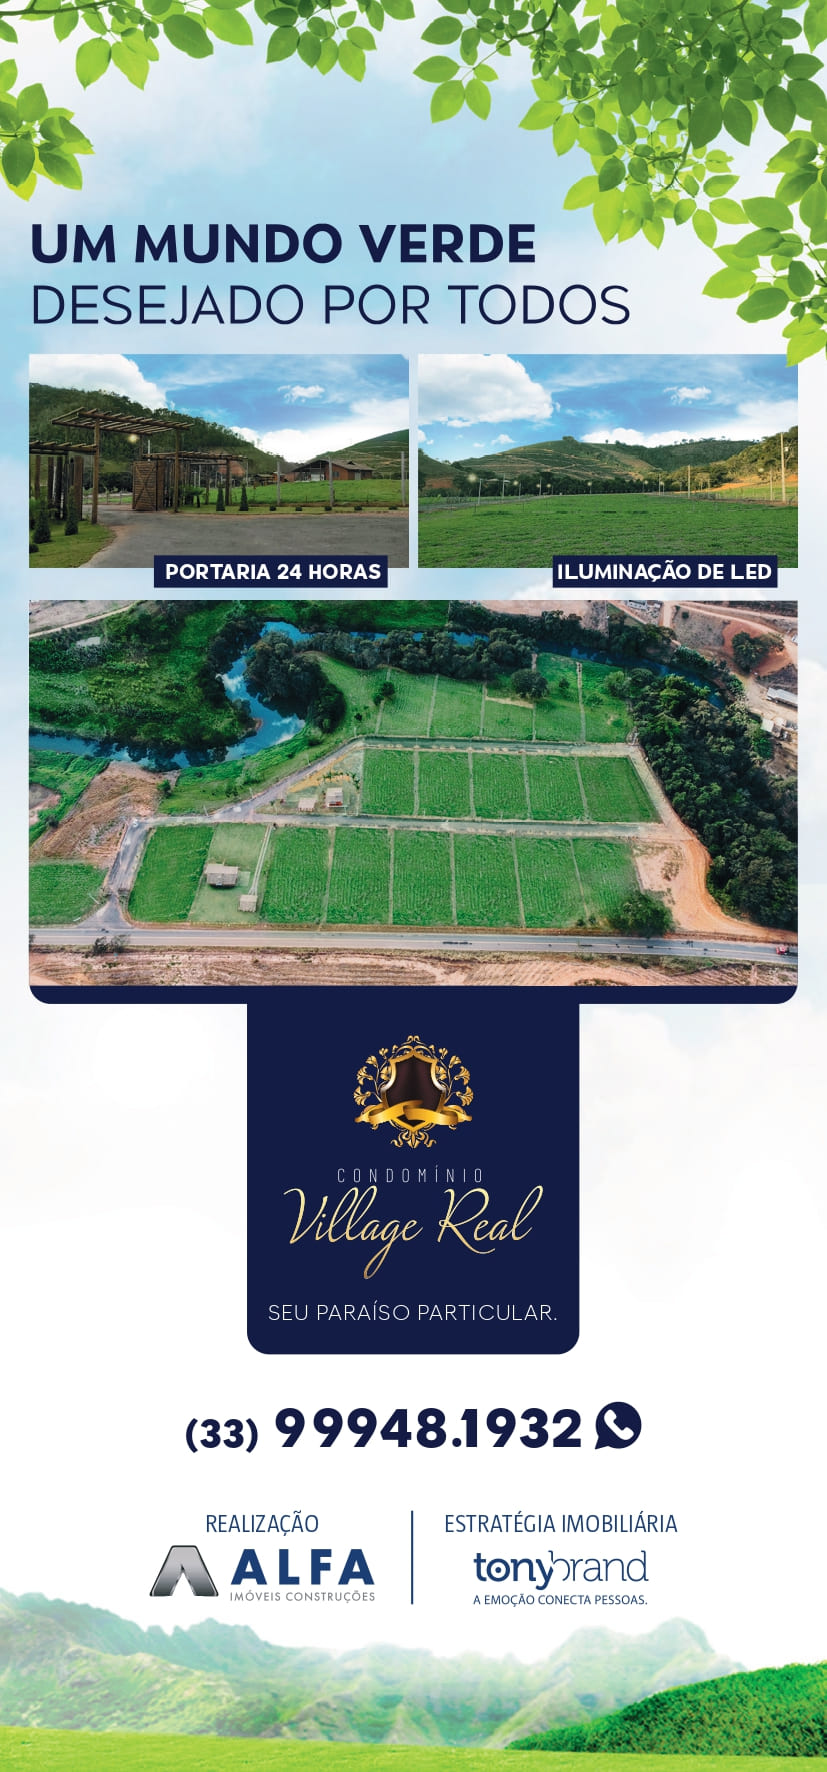 UM MUNDO VERDE
DESEJADO POR TODOS
PORTARIA 24 HORAS
ILUMINAÇÃO DE LED
CONDOMÍNIO
Village Real
SEU PARAÍSO PARTICULAR.
(33) 99948.1932
REALIZAÇÃO
ALFA
IMÓVEIS CONSTRUÇÕES
ESTRATÉGIA IMOBILIÁRIA
tonybrand
A EMOÇÃO CONECTA PESSOAS.